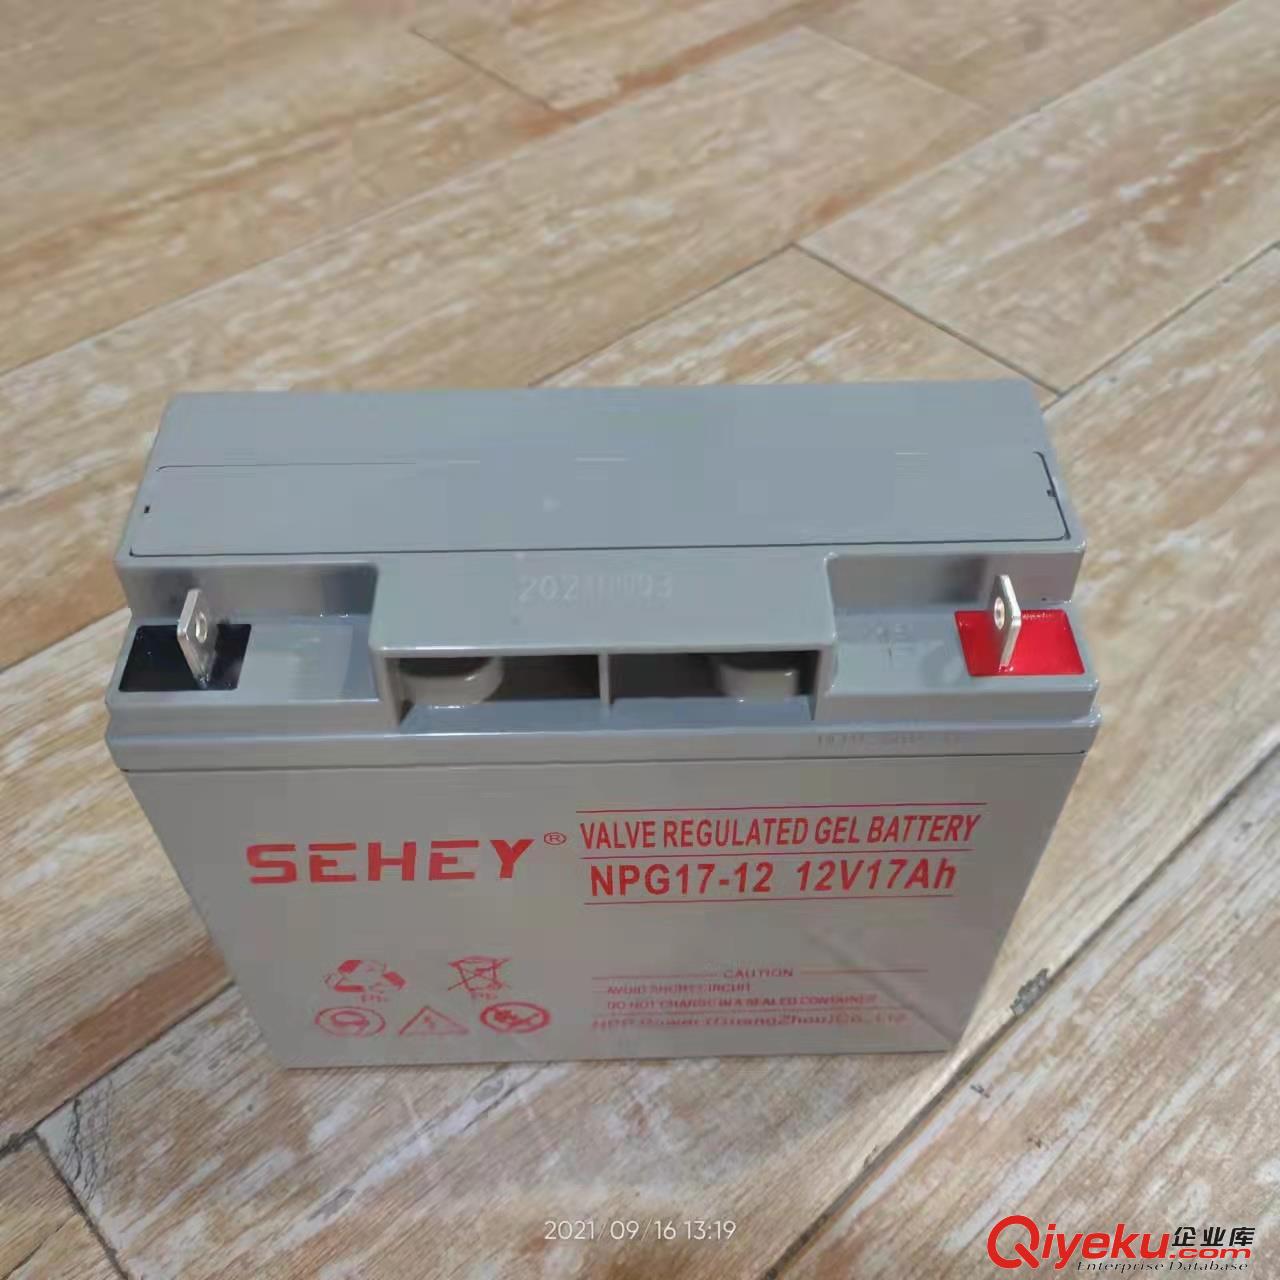 SEHEY®
VALVE REGULATED GEL BATTERY
NPG17-12 12V17Ah
CAUTION
AVOID SHORT CIRCUIT
DO NOT CHARGE IN A SEALED CONTAINER
Pb
2021/09/16 13:19
Qiyeku企业库
.com
Enterprise Database